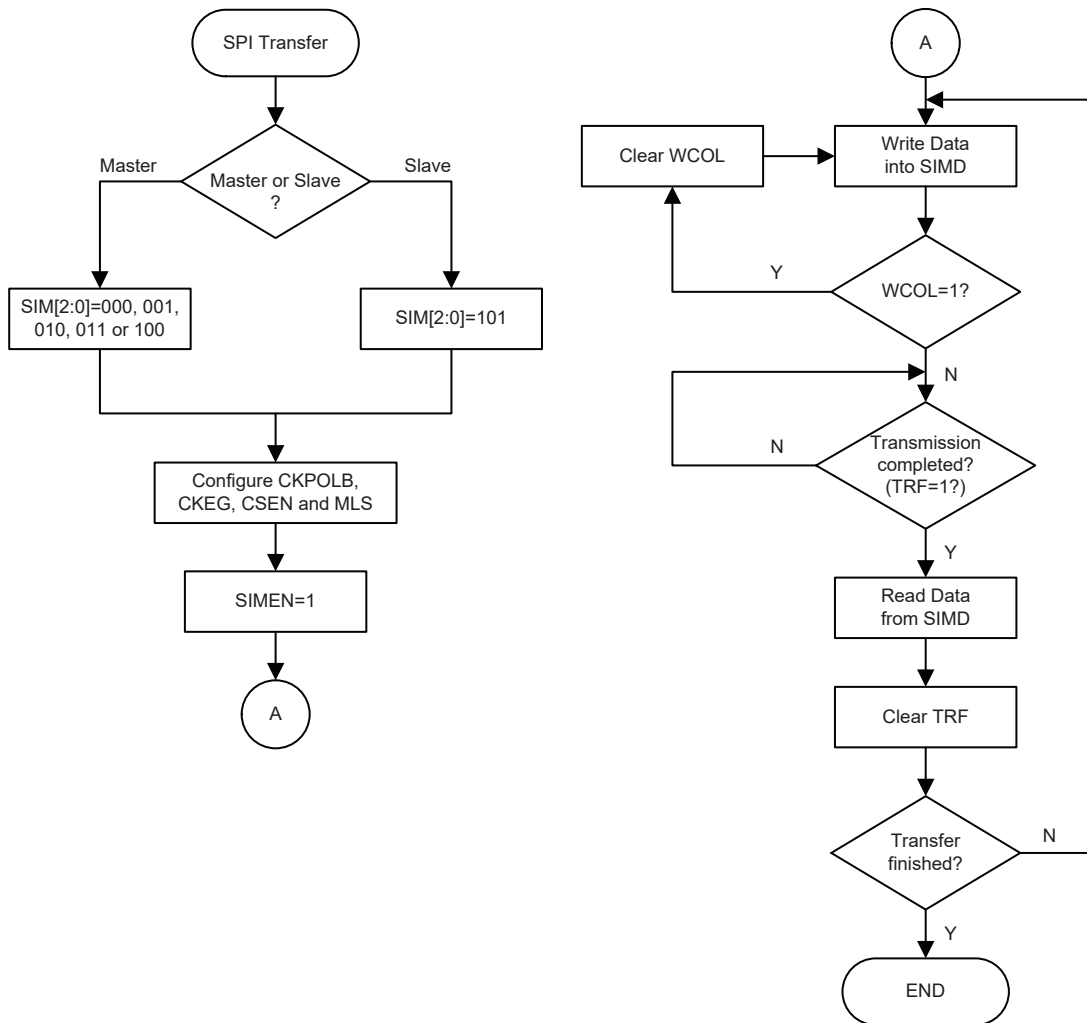 SPI Transfer
Master or Slave
?
Master
Slave
SIM[2:0]=000, 001,
010, 011 or 100
SIM[2:0]=101
Configure CKPOLB,
CKEG, CSEN and MLS
SIMEN=1
A
A
Write Data
into SIMD
Clear WCOL
WCOL=1?
Y
N
Transmission
completed?
(TRF=1?)
N
Y
Read Data
from SIMD
Clear TRF
Transfer
finished?
N
Y
END